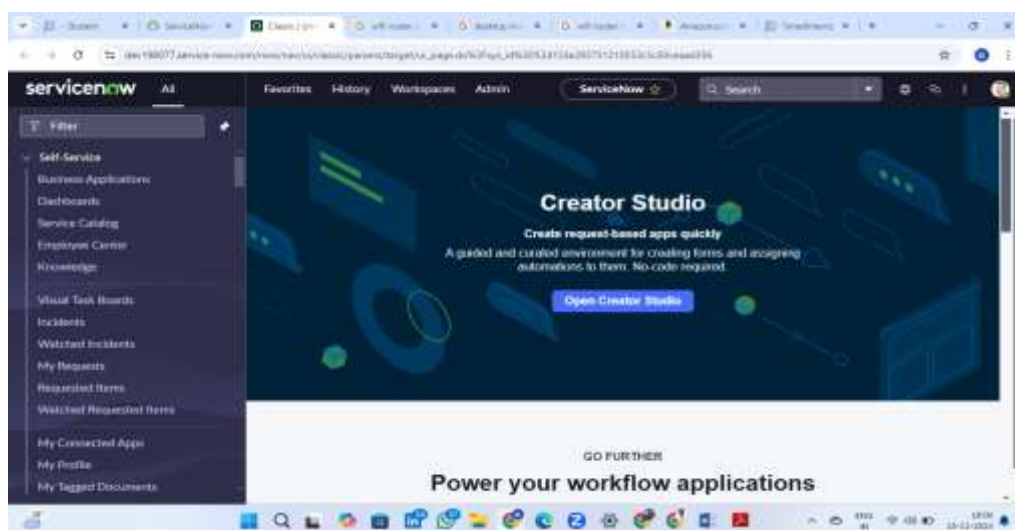 servicenow All Favorites History Workspaces Admin ServiceNow Search
Filter
Self-Service
Business Applications
Dashboards
Service Catalog
Employee Center
Knowledge
Visual Task Boards
Incidents
Watched Incidents
My Requests
Requested Items
Watched Requested Items
My Connected Apps
My Profile
My Tagged Documents
Creator Studio
Create request-based apps quickly
A guided and curated environment for creating forms and assigning
automations to them. No-code required.
Open Creator Studio
GO FURTHER
Power your workflow applications